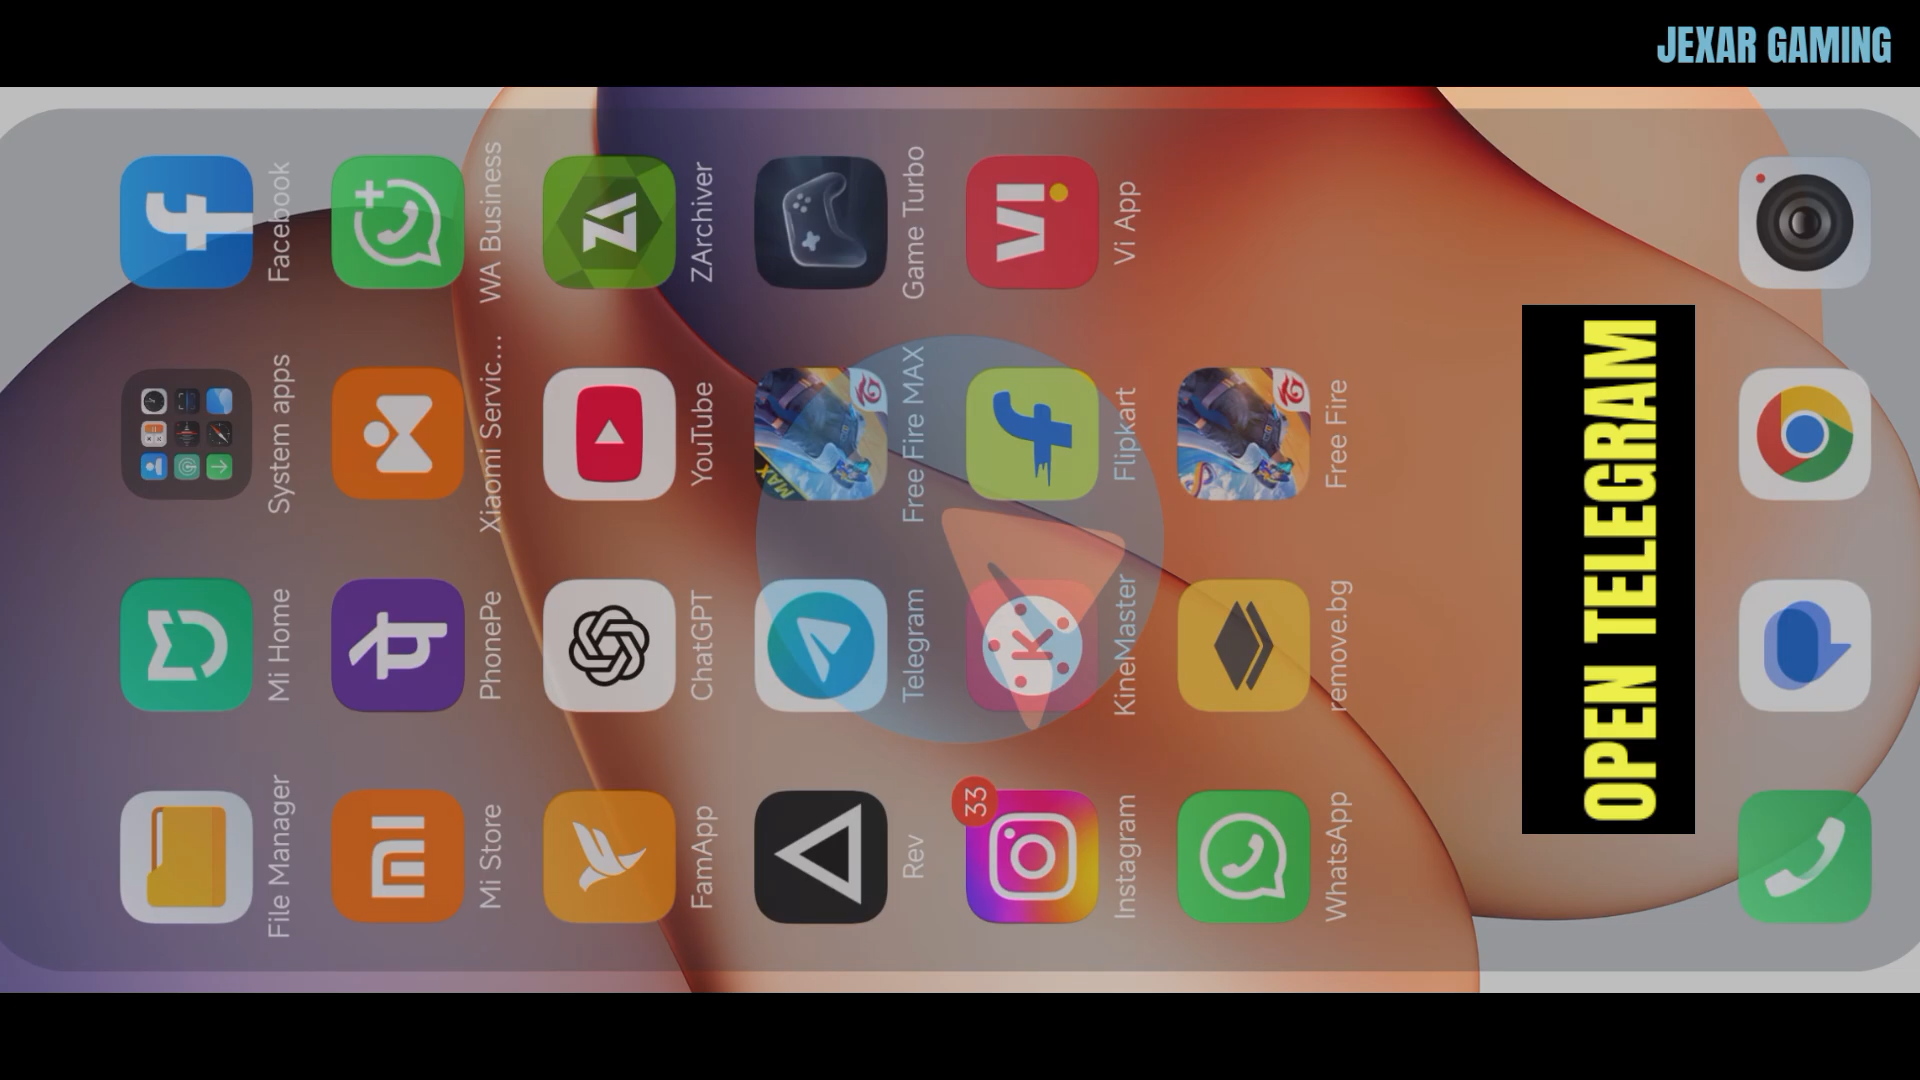 JEXAR GAMING
File Manager
Mi Home
System apps
Facebook
Mi Store
PhonePe
Xiaomi Servic...
WA Business
FamApp
ChatGPT
YouTube
ZArchiver
Rev
Telegram
Free Fire MAX
Game Turbo
33
Instagram
KineMaster
Flipkart
Vi App
WhatsApp
remove.bg
Free Fire
OPEN TELEGRAM